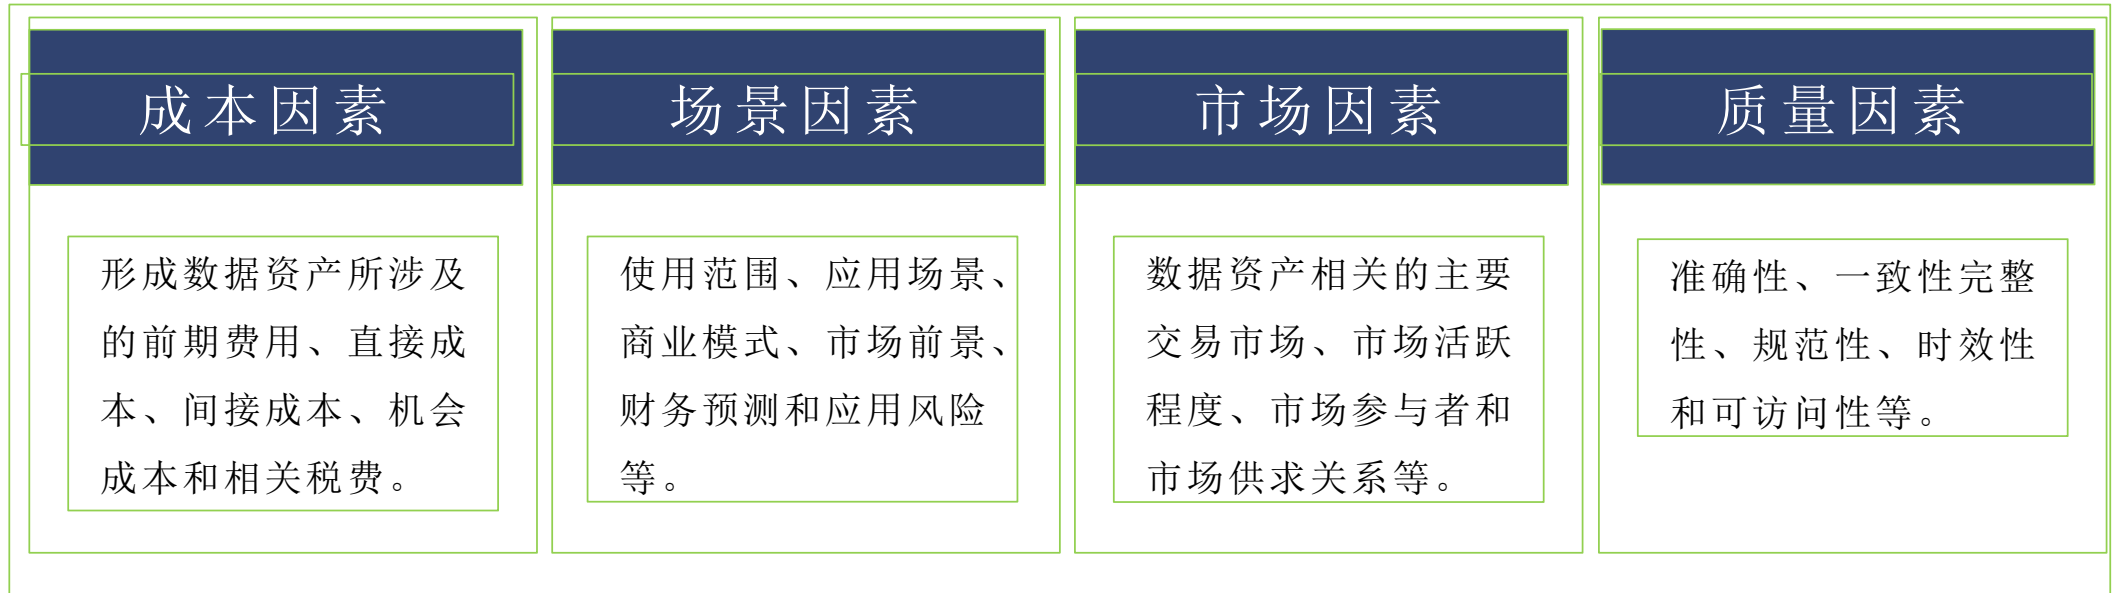 成本因素
形成数据资产所涉及
的前期费用、直接成
本、间接成本、机会
成本和相关税费。
场景因素
使用范围、应用场景、
商业模式、市场前景、
财务预测和应用风险
等。
市场因素
数据资产相关的主要
交易市场、市场活跃
程度、市场参与者和
市场供求关系等。
质量因素
准确性、一致性完整
性、规范性、时效性
和可访问性等。